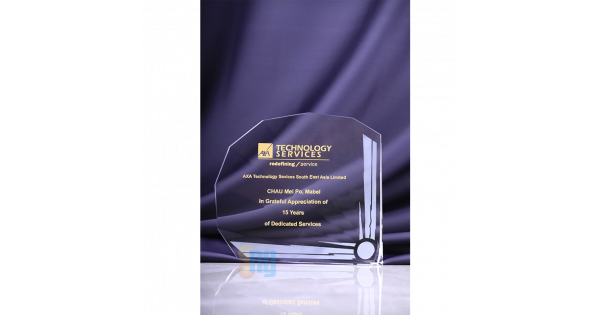 AXA TECHNOLOGY
SERVICES
redefining / service
AXA Technology Sevices South East Asia Limited
CHAU Mei Po, Mabel
In Grateful Appreciation of
15 Years
of Dedicated Services